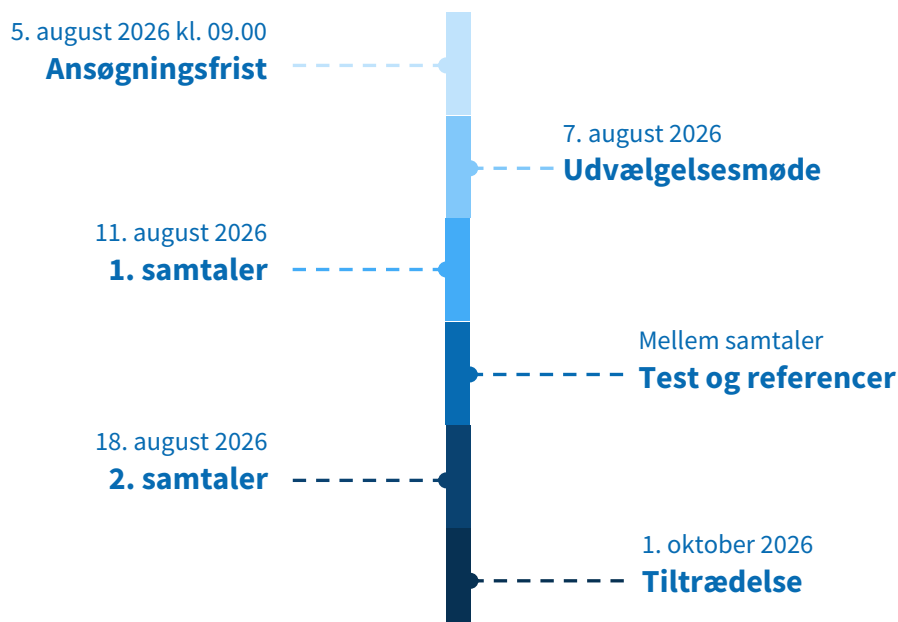 5. august 2026 kl. 09.00
Ansøgningsfrist
7. august 2026
Udvælgelsesmøde
11. august 2026
1. samtaler
Mellem samtaler
Test og referencer
18. august 2026
2. samtaler
1. oktober 2026
Tiltrædelse